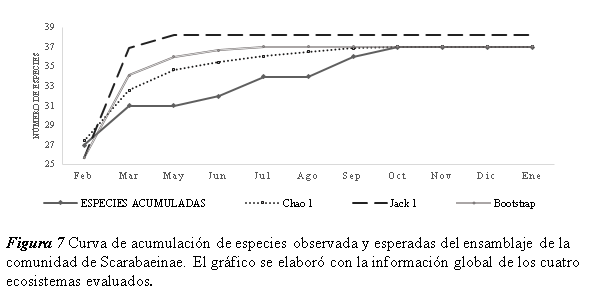 39
37
35
33
31
29
27
25
NÚMERO DE ESPECIES
Feb Mar May Jun Jul Ago Sep Oct Nov Dic Ene
ESPECIES ACUMULADAS Chao 1 Jack 1 Bootstrap
Figura 7 Curva de acumulación de especies observada y esperadas del ensamblaje de la
comunidad de Scarabaeinae. El gráfico se elaboró con la información global de los cuatro
ecosistemas evaluados.